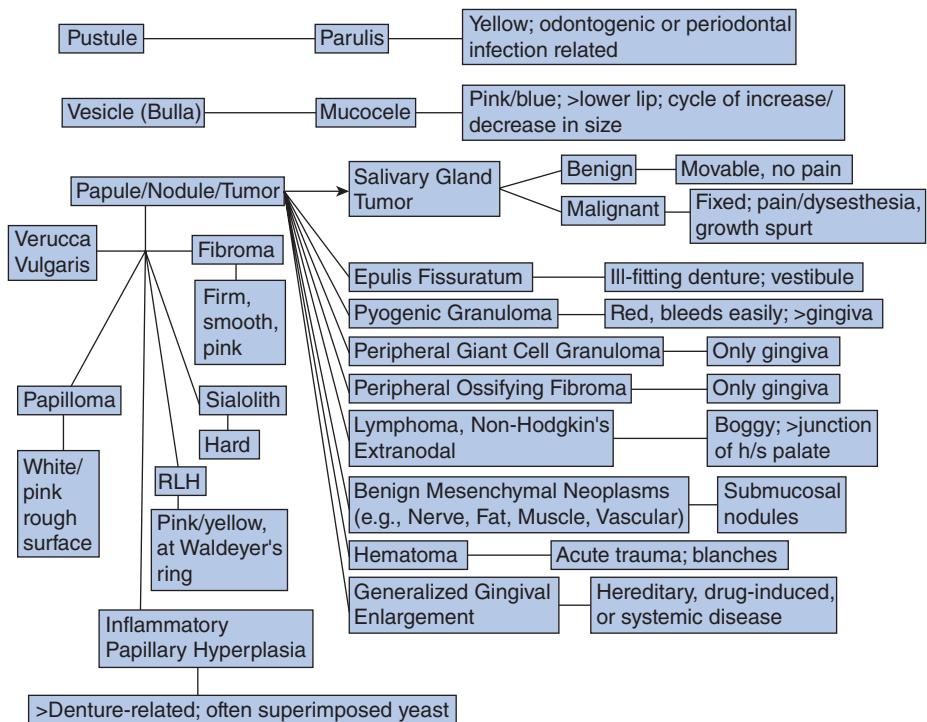 Pustule
Parulis
Yellow; odontogenic or periodontal
infection related
Vesicle (Bulla)
Mucocele
Pink/blue; >lower lip; cycle of increase/
decrease in size
Papule/Nodule/Tumor
Salivary Gland
Tumor
Benign
Movable, no pain
Malignant
Fixed; pain/dysesthesia,
growth spurt
Verucca
Vulgaris
Fibroma
Firm,
smooth,
pink
Papilloma
White/
pink
rough
surface
Sialolith
Hard
RLH
Pink/yellow,
at Waldeyer's
ring
Inflammatory
Papillary Hyperplasia
>Denture-related; often superimposed yeast
Epulis Fissuratum
Ill-fitting denture; vestibule
Pyogenic Granuloma
Red, bleeds easily; >gingiva
Peripheral Giant Cell Granuloma
Only gingiva
Peripheral Ossifying Fibroma
Only gingiva
Lymphoma, Non-Hodgkin's
Extranodal
Boggy; >junction
of h/s palate
Benign Mesenchymal Neoplasms
(e.g., Nerve, Fat, Muscle, Vascular)
Submucosal
nodules
Hematoma
Acute trauma; blanches
Generalized Gingival
Enlargement
Hereditary, drug-induced,
or systemic disease